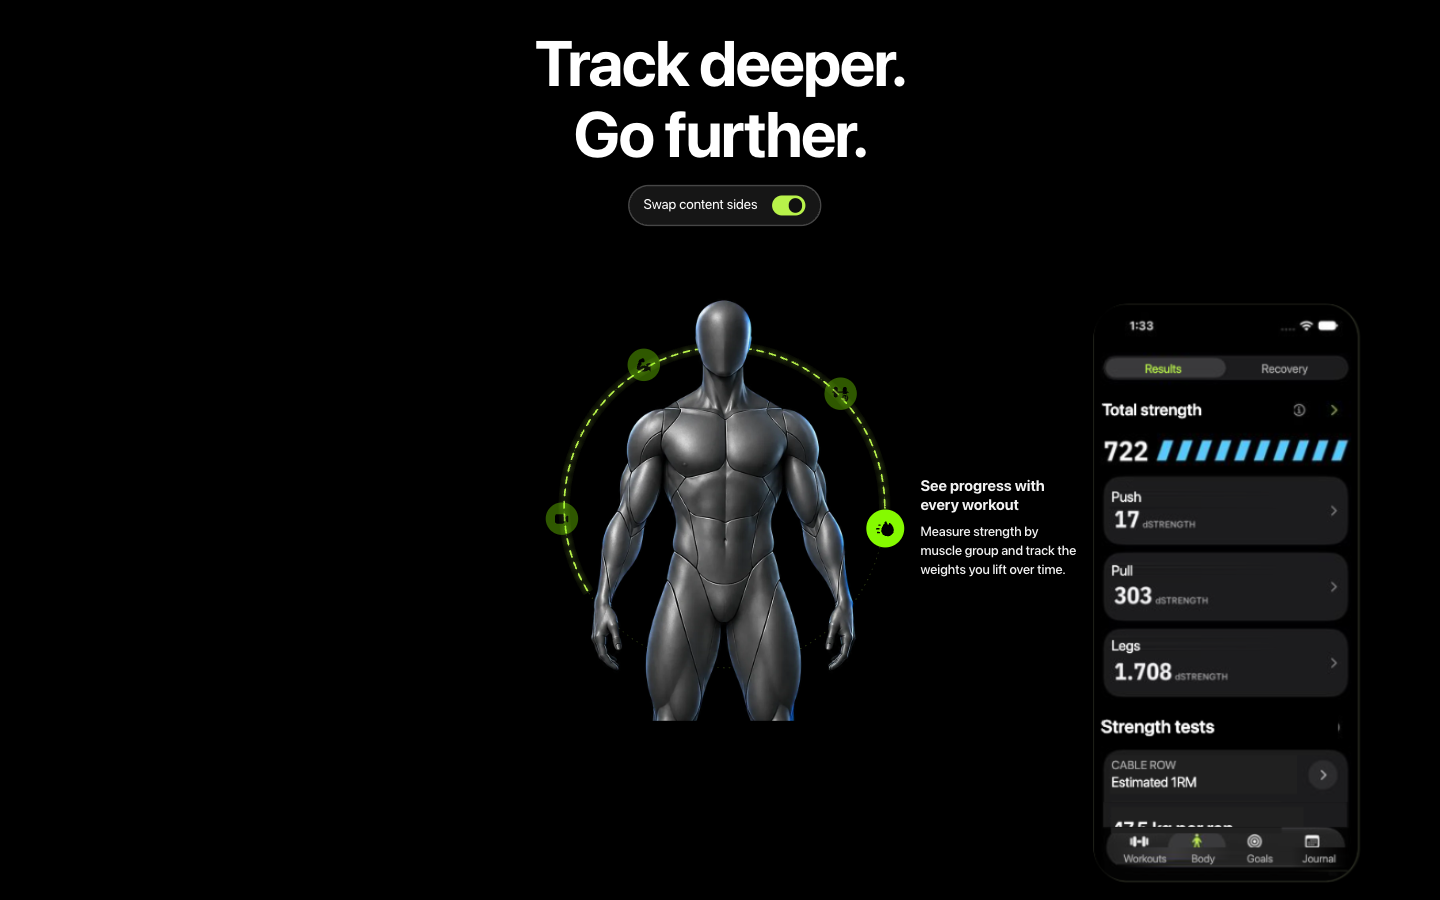 Track deeper.
Go further.
Swap content sides
See progress with
every workout
Measure strength by
muscle group and track the
weights you lift over time.
1:33
Results
Recovery
Total strength
722
Push
17 dSTRENGTH
Pull
303 dSTRENGTH
Legs
1.708 dSTRENGTH
Strength tests
CABLE ROW
Estimated 1RM
Workouts
Body
Goals
Journal